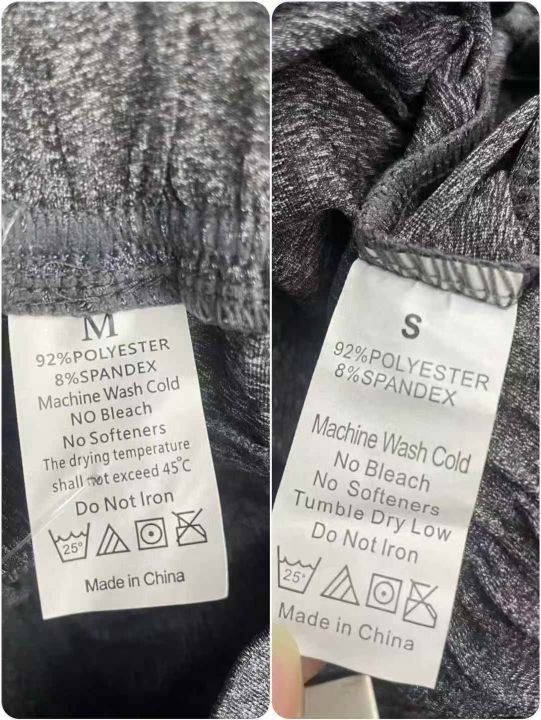 M
92%POLYESTER
8%SPANDEX
Machine Wash Cold
NO Bleach
No Softeners
The drying temperature
shall not exceed 45℃
Do Not Iron
25°
Made in China
S
92%POLYESTER
8%SPANDEX
Machine Wash Cold
No Bleach
No Softeners
Tumble Dry Low
Do Not Iron
25°
Made in China